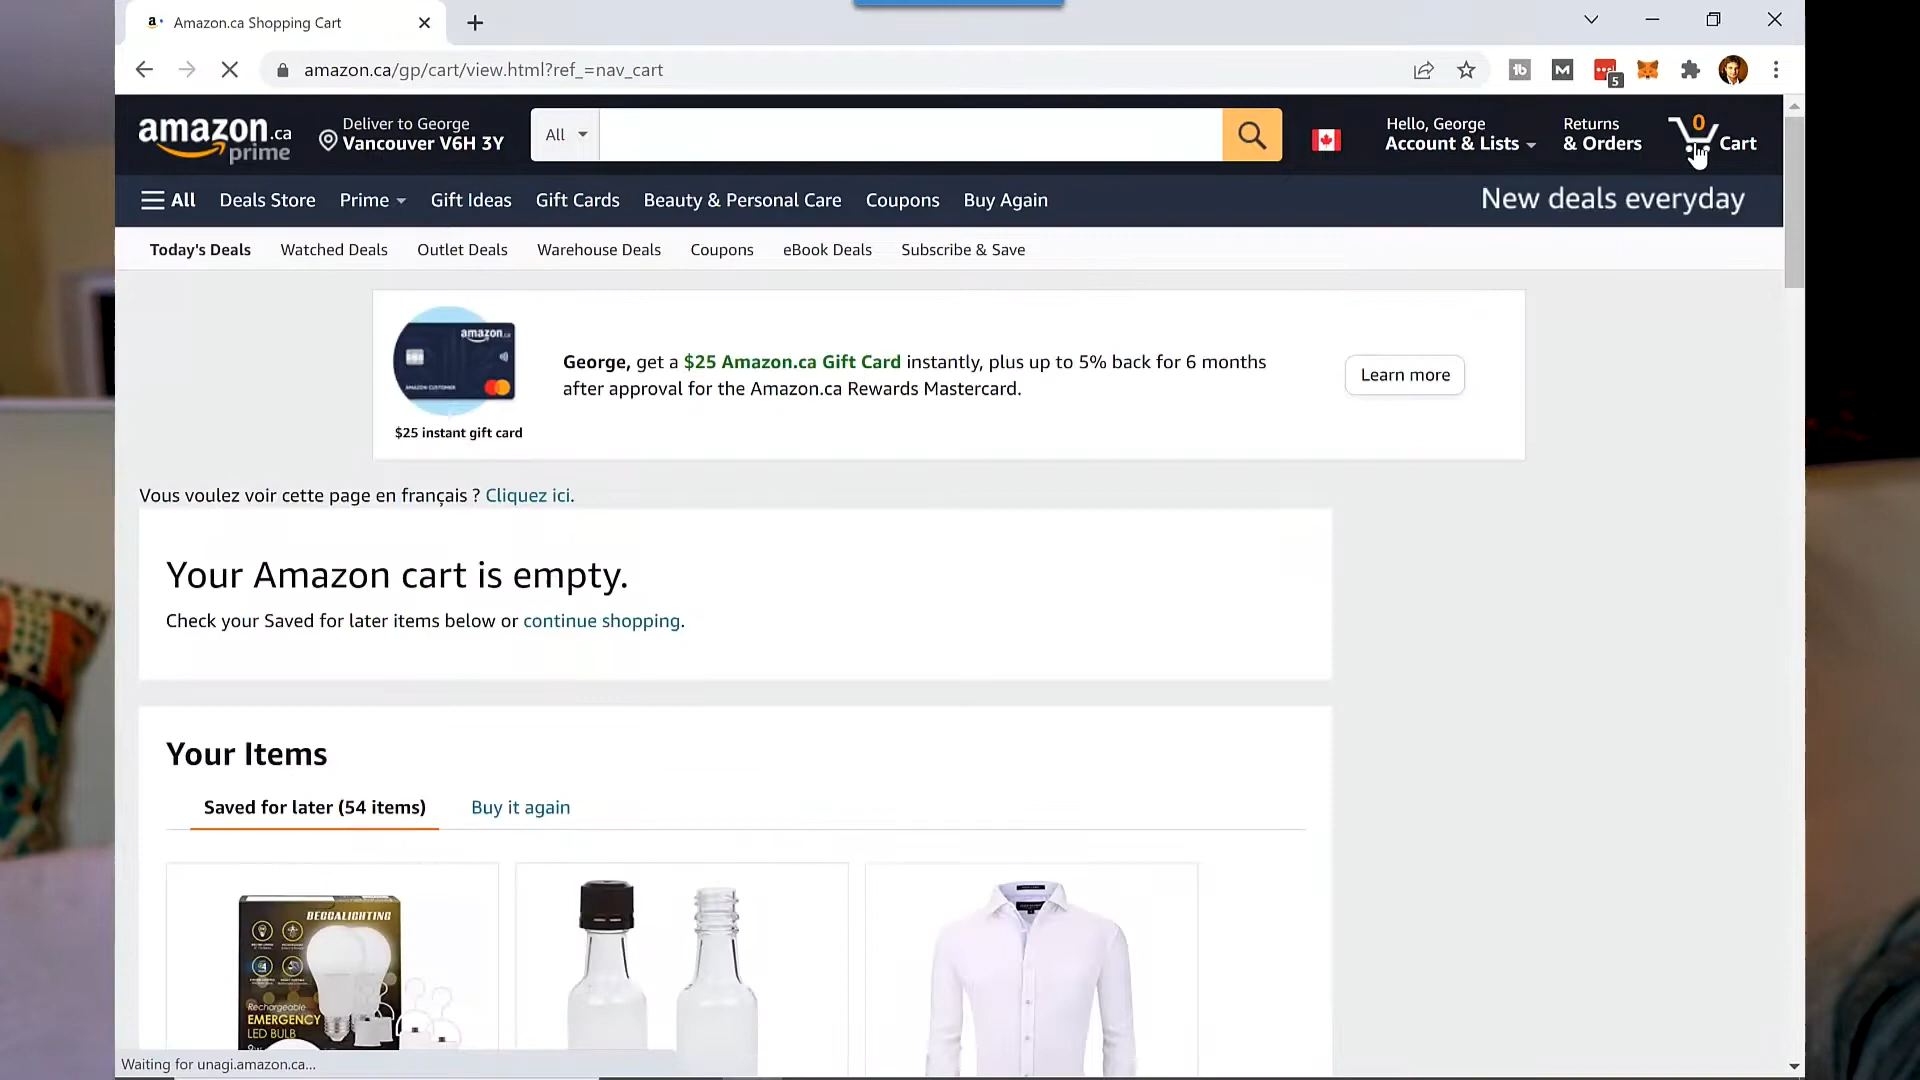 Amazon.ca Shopping Cart
amazon.ca/gp/cart/view.html?ref_=nav_cart
5
amazon.ca
prime
Deliver to George
Vancouver V6H 3Y
All
Hello, George
Account & Lists
Returns
& Orders
0
Cart
All
Deals Store
Prime
Gift Ideas
Gift Cards
Beauty & Personal Care
Coupons
Buy Again
New deals everyday
Today's Deals
Watched Deals
Outlet Deals
Warehouse Deals
Coupons
eBook Deals
Subscribe & Save
amazon.ca
AMAZON CUSTOMER
$25 instant gift card
George, get a $25 Amazon.ca Gift Card instantly, plus up to 5% back for 6 months
after approval for the Amazon.ca Rewards Mastercard.
Learn more
Vous voulez voir cette page en français ? Cliquez ici.
Your Amazon cart is empty.
Check your Saved for later items below or continue shopping.
Your Items
Saved for later (54 items)
Buy it again
BEGGALIGHTING
Rechargeable
EMERGENCY
LED BULB
Waiting for unagi.amazon.ca...